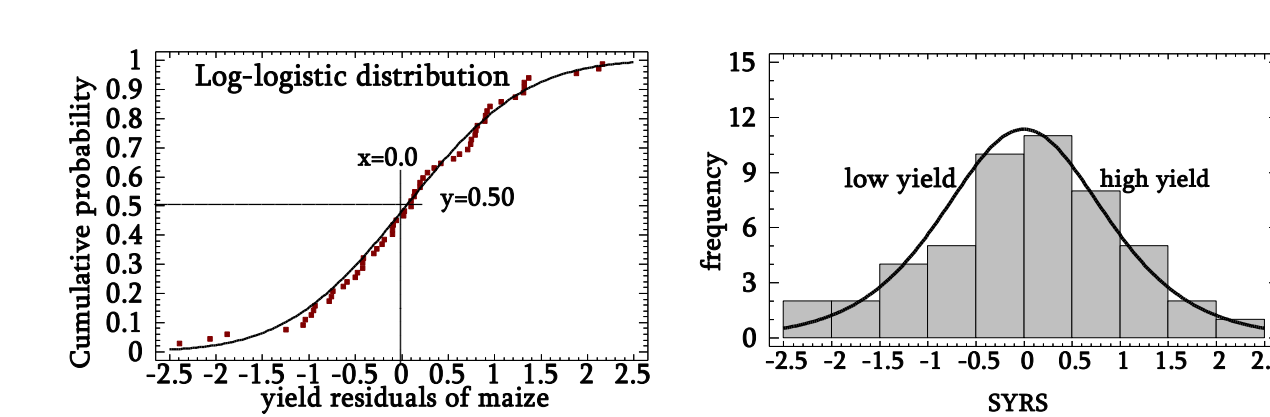 Log-logistic distribution
x=0.0
y=0.50
Cumulative probability
1
0.9
0.8
0.7
0.6
0.5
0.4
0.3
0.2
0.1
0
-2.5 -2 -1.5 -1 -0.5 0 0.5 1 1.5 2 2.5
yield residuals of maize
low yield
high yield
frequency
15
12
9
6
3
0
-2.5 -2 -1.5 -1 -0.5 0 0.5 1 1.5 2 2.
SYRS